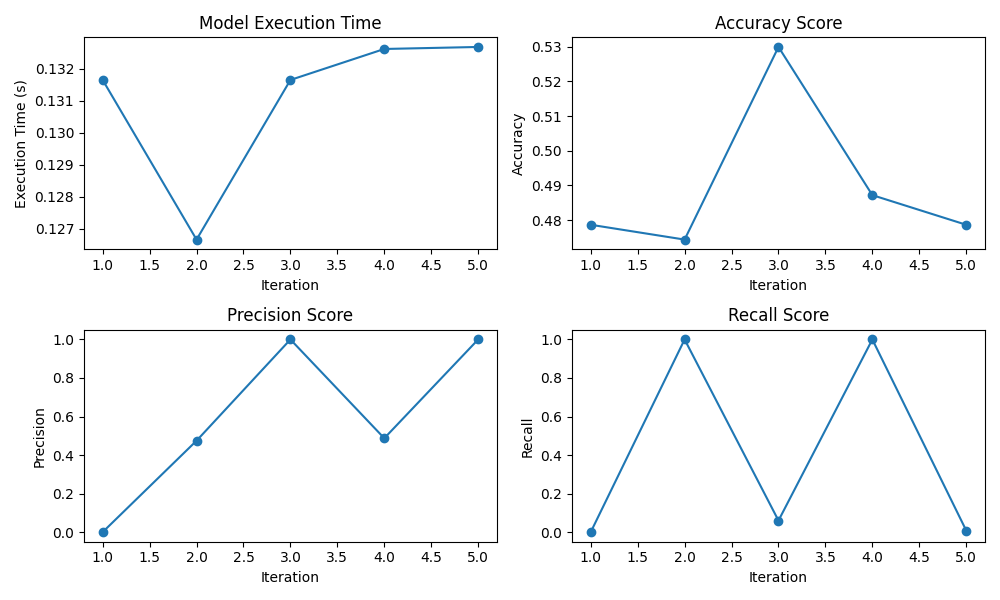 Model Execution Time
Execution Time (s)
0.132
0.131
0.130
0.129
0.128
0.127
1.0 1.5 2.0 2.5 3.0 3.5 4.0 4.5 5.0
Iteration
Accuracy Score
Accuracy
0.53
0.52
0.51
0.50
0.49
0.48
1.0 1.5 2.0 2.5 3.0 3.5 4.0 4.5 5.0
Iteration
Precision Score
Precision
1.0
0.8
0.6
0.4
0.2
0.0
1.0 1.5 2.0 2.5 3.0 3.5 4.0 4.5 5.0
Iteration
Recall Score
Recall
1.0
0.8
0.6
0.4
0.2
0.0
1.0 1.5 2.0 2.5 3.0 3.5 4.0 4.5 5.0
Iteration